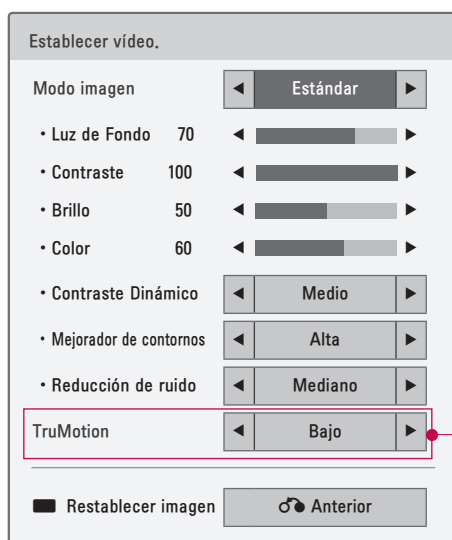 Establecer vídeo.
Modo imagen ◀ Estándar ▶
• Luz de Fondo 70 ◀ ▶
• Contraste 100 ◀ ▶
• Brillo 50 ◀ ▶
• Color 60 ◀ ▶
• Contraste Dinámico ◀ Medio ▶
• Mejorador de contornos ◀ Alta ▶
• Reducción de ruido ◀ Mediano ▶
TruMotion ◀ Bajo ▶
Restablecer imagen Anterior